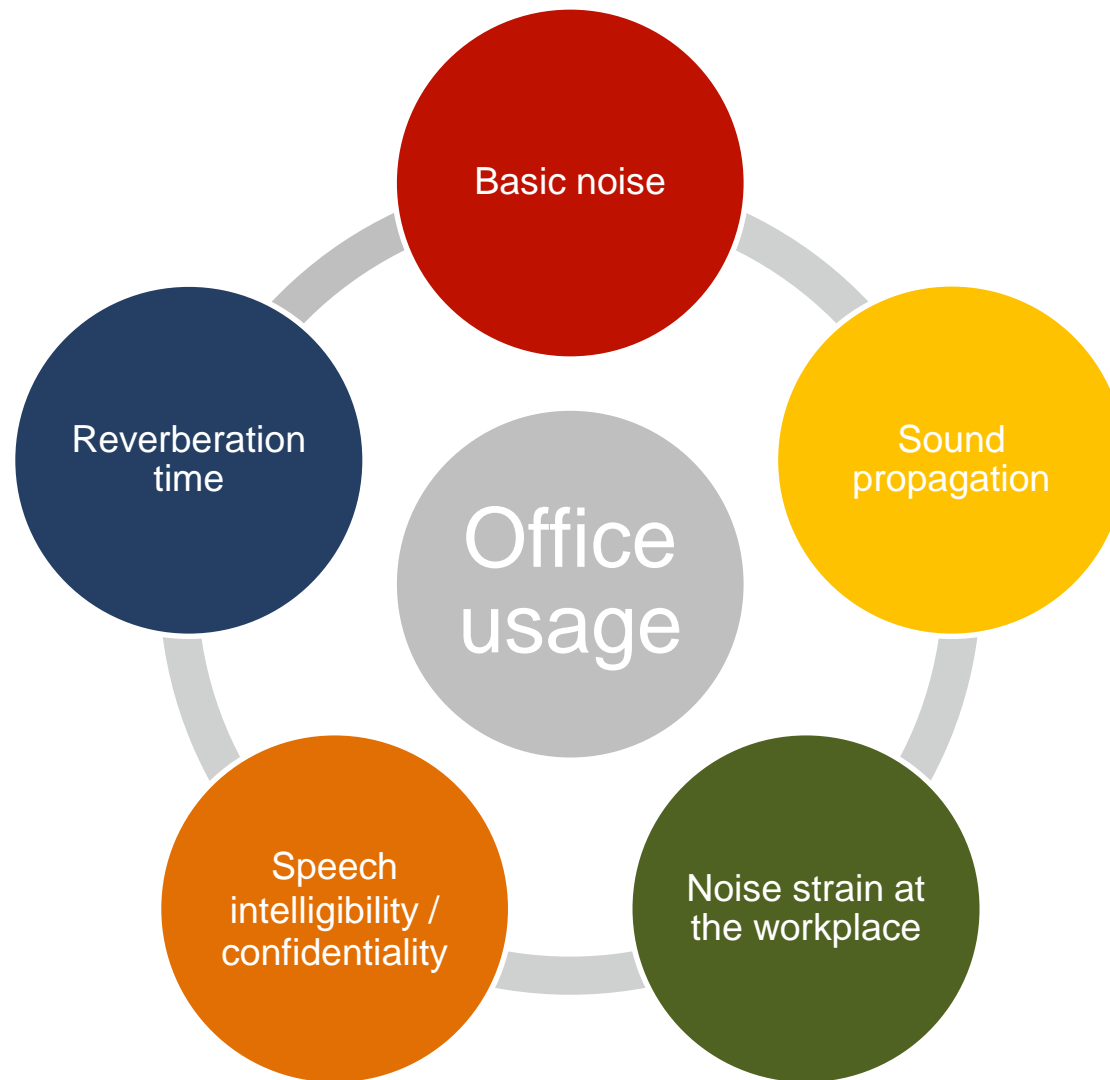 Basic noise
Sound
propagation
Noise strain at
the workplace
Speech
intelligibility /
confidentiality
Reverberation
time
Office
usage